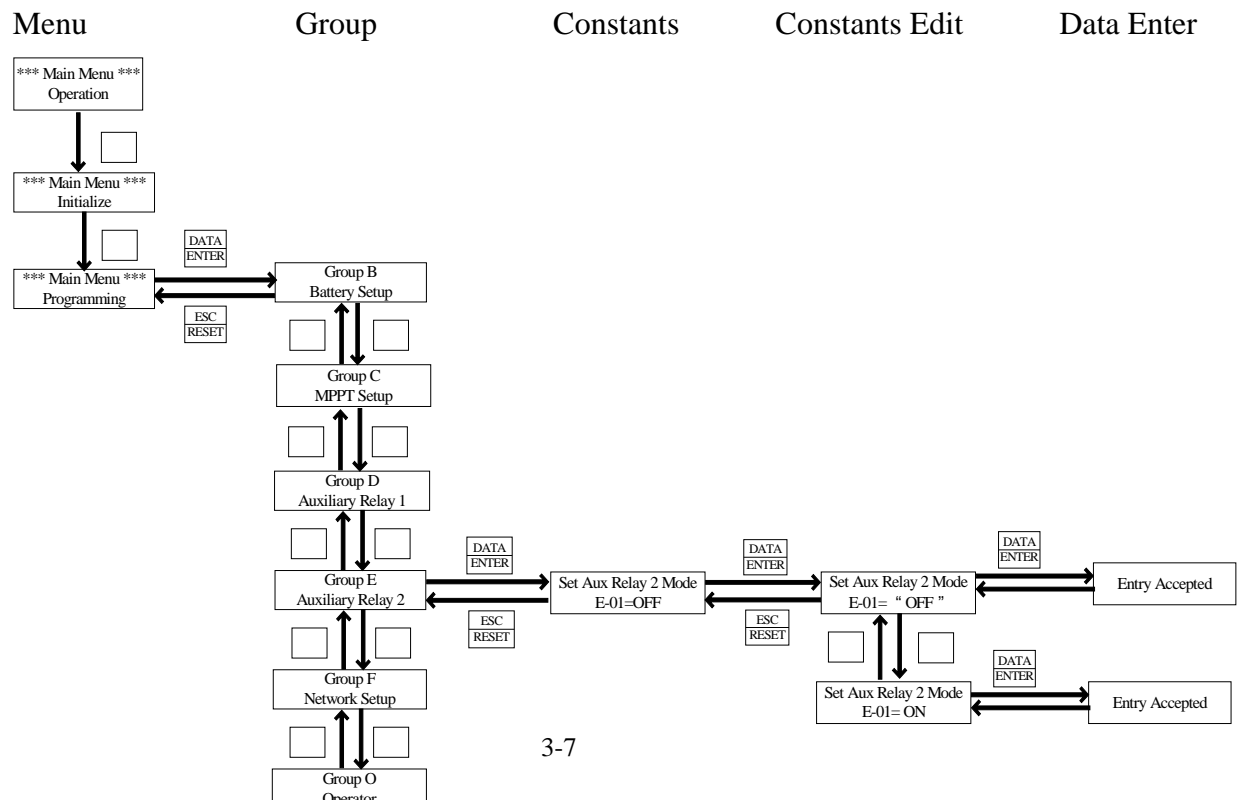 Menu Group Constants Constants Edit Data Enter
*** Main Menu ***
Operation
*** Main Menu ***
Initialize
DATA
ENTER
*** Main Menu ***
Programming
ESC
RESET
Group B
Battery Setup
Group C
MPPT Setup
Group D
Auxiliary Relay 1
Group E
Auxiliary Relay 2
DATA
ENTER
ESC
RESET
Set Aux Relay 2 Mode
E-01=OFF
DATA
ENTER
ESC
RESET
Set Aux Relay 2 Mode
E-01= “ OFF ”
DATA
ENTER
Entry Accepted
Set Aux Relay 2 Mode
E-01= ON
DATA
ENTER
Entry Accepted
Group F
Network Setup
Group O
Operator
3-7